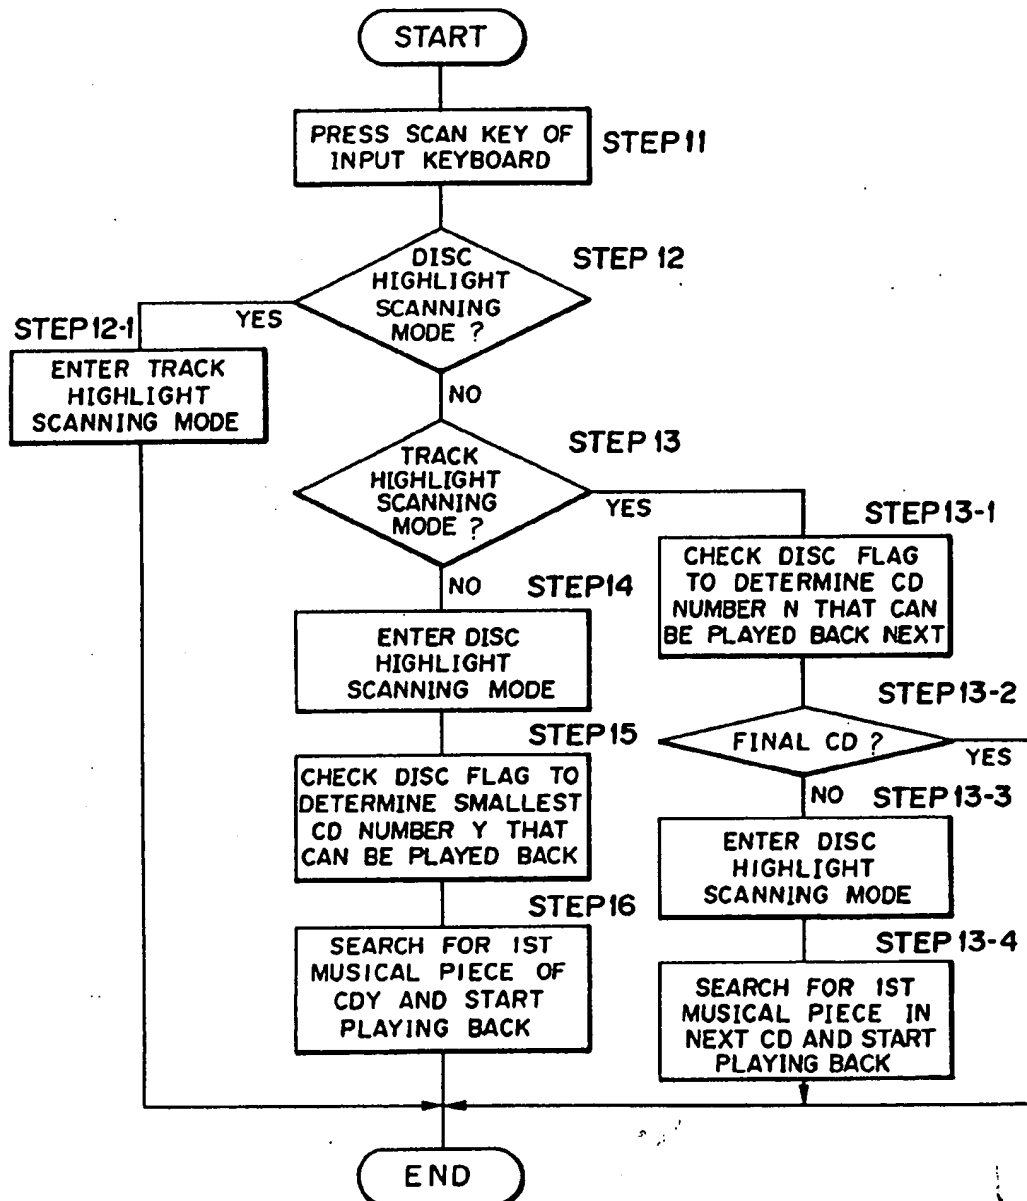 START
PRESS SCAN KEY OF
INPUT KEYBOARD
STEP 11
DISC
HIGHLIGHT
SCANNING
MODE ?
STEP 12
YES
NO
STEP 12-1
ENTER TRACK
HIGHLIGHT
SCANNING MODE
TRACK
HIGHLIGHT
SCANNING
MODE ?
STEP 13
YES
NO
STEP 13-1
CHECK DISC FLAG
TO DETERMINE CD
NUMBER N THAT CAN
BE PLAYED BACK NEXT
STEP 14
ENTER DISC
HIGHLIGHT
SCANNING MODE
STEP 13-2
FINAL CD ?
YES
NO
STEP 15
CHECK DISC FLAG TO
DETERMINE SMALLEST
CD NUMBER Y THAT
CAN BE PLAYED BACK
STEP 13-3
ENTER DISC
HIGHLIGHT
SCANNING MODE
STEP 16
SEARCH FOR 1ST
MUSICAL PIECE OF
CDY AND START
PLAYING BACK
STEP 13-4
SEARCH FOR 1ST
MUSICAL PIECE IN
NEXT CD AND START
PLAYING BACK
END